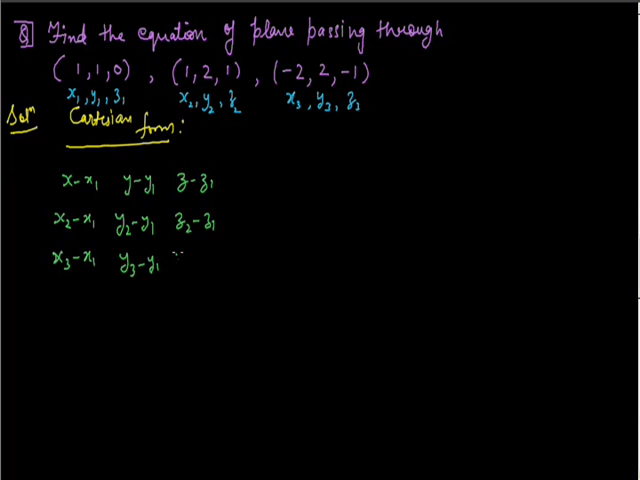 Q Find the equation of plane passing through
(1,1,0), (1,2,1), (-2,2,-1)
x₁, y₁, z₁ x₂, y₂, z₂ x₃, y₃, z₃
Solⁿ Cartesian form:
x-x₁ y-y₁ z-z₁
x₂-x₁ y₂-y₁ z₂-z₁
x₃-x₁ y₃-y₁